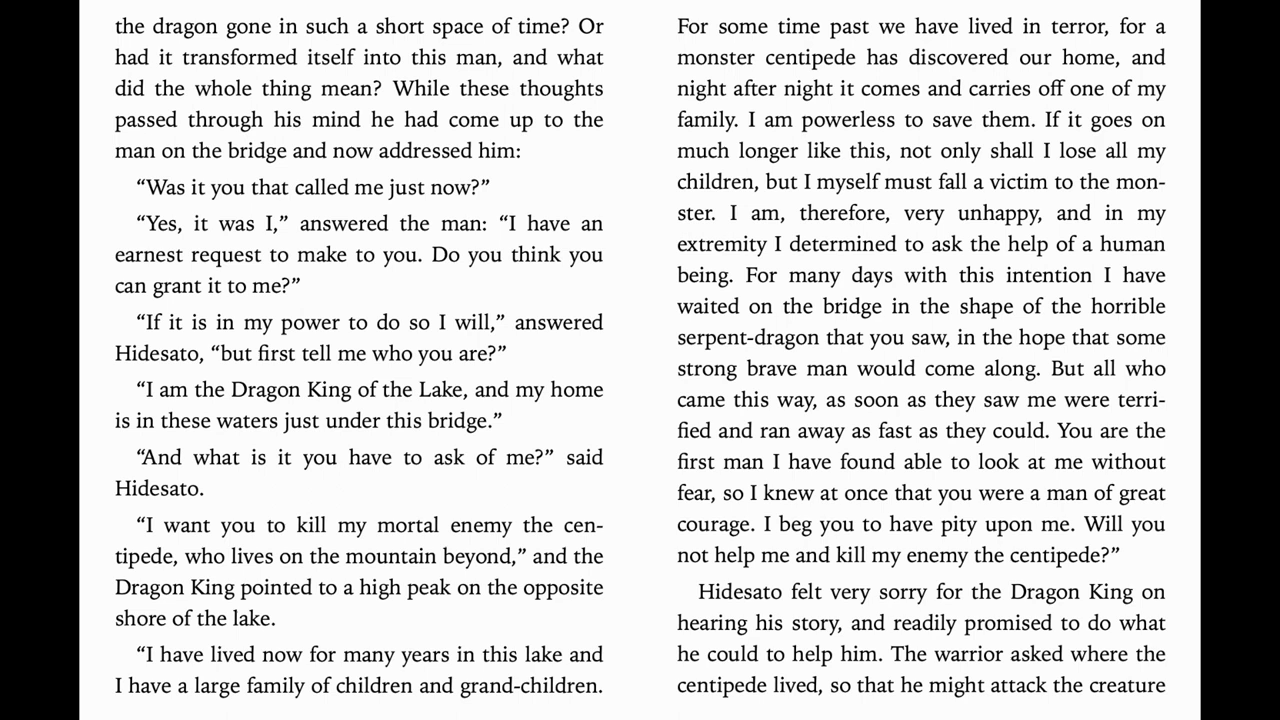 the dragon gone in such a short space of time? Or
had it transformed itself into this man, and what
did the whole thing mean? While these thoughts
passed through his mind he had come up to the
man on the bridge and now addressed him:
“Was it you that called me just now?”
“Yes, it was I,” answered the man: “I have an
earnest request to make to you. Do you think you
can grant it to me?”
“If it is in my power to do so I will,” answered
Hidesato, “but first tell me who you are?”
“I am the Dragon King of the Lake, and my home
is in these waters just under this bridge.”
“And what is it you have to ask of me?” said
Hidesato.
“I want you to kill my mortal enemy the cen-
tipede, who lives on the mountain beyond,” and the
Dragon King pointed to a high peak on the opposite
shore of the lake.
“I have lived now for many years in this lake and
I have a large family of children and grand-children.
For some time past we have lived in terror, for a
monster centipede has discovered our home, and
night after night it comes and carries off one of my
family. I am powerless to save them. If it goes on
much longer like this, not only shall I lose all my
children, but I myself must fall a victim to the mon-
ster. I am, therefore, very unhappy, and in my
extremity I determined to ask the help of a human
being. For many days with this intention I have
waited on the bridge in the shape of the horrible
serpent-dragon that you saw, in the hope that some
strong brave man would come along. But all who
came this way, as soon as they saw me were terri-
fied and ran away as fast as they could. You are the
first man I have found able to look at me without
fear, so I knew at once that you were a man of great
courage. I beg you to have pity upon me. Will you
not help me and kill my enemy the centipede?”
Hidesato felt very sorry for the Dragon King on
hearing his story, and readily promised to do what
he could to help him. The warrior asked where the
centipede lived, so that he might attack the creature